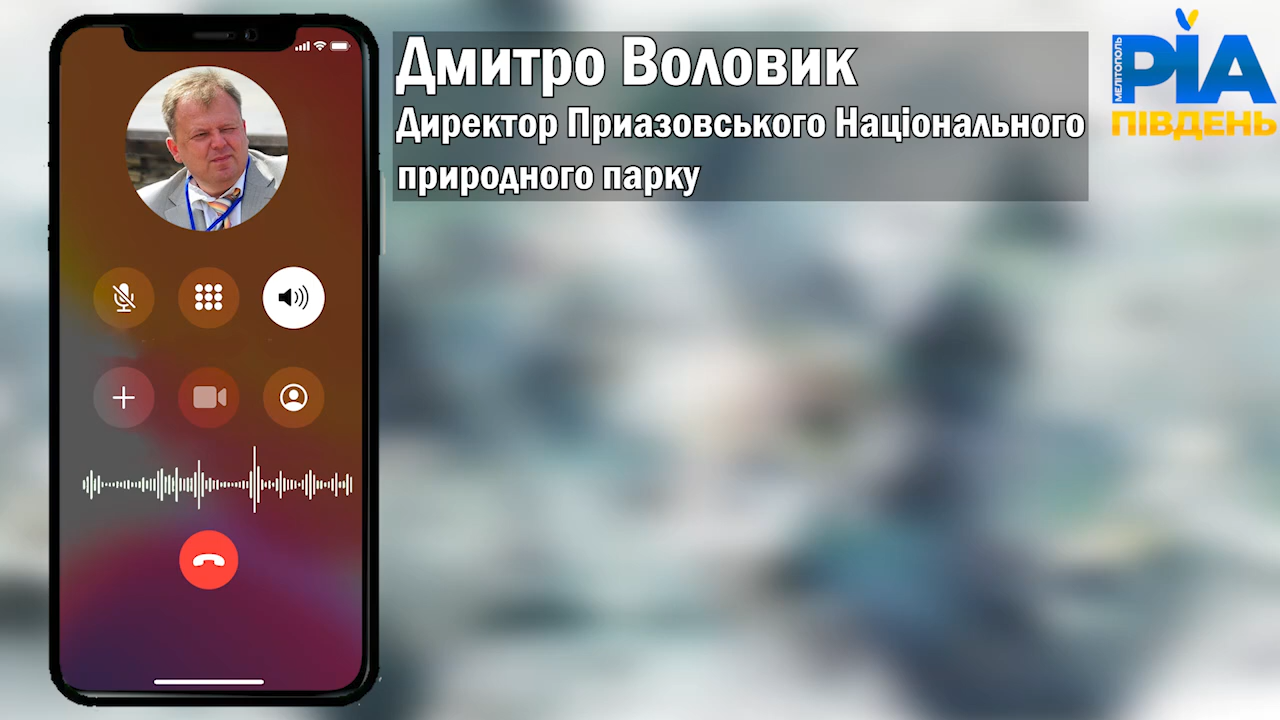 Дмитро Воловик
Директор Приазовського Національного
природного парку
МЕЛІТОПОЛЬ
РІА
ПІВДЕНЬ